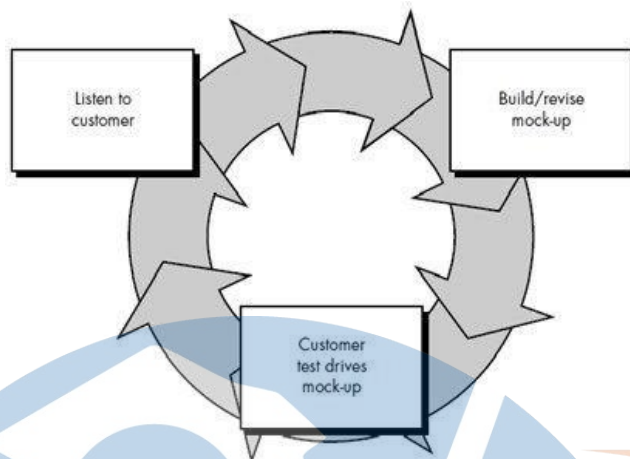 Listen to
customer
Build/revise
mock-up
Customer
test drives
mock-up